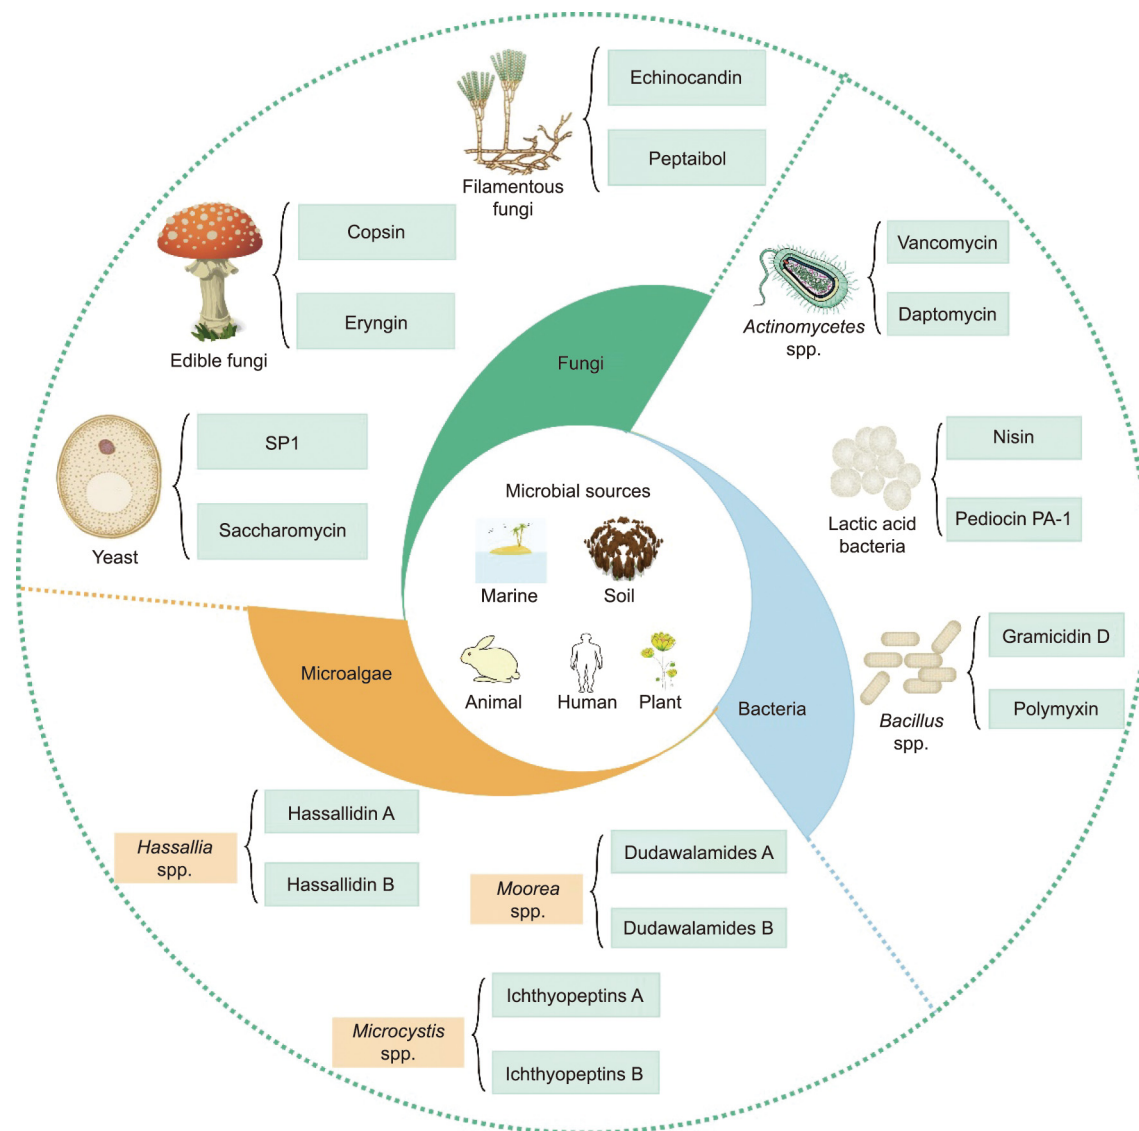 Echinocandin
Peptaibol
Filamentous
fungi
Copsin
Eryngin
Edible fungi
Vancomycin
Daptomycin
Actinomycetes
spp.
Fungi
SP1
Saccharomycin
Yeast
Nisin
Pediocin PA-1
Lactic acid
bacteria
Microbial sources
Marine
Soil
Animal
Human
Plant
Microalgae
Bacteria
Gramicidin D
Polymyxin
Bacillus
spp.
Hassallidin A
Hassallidin B
Hassallia
spp.
Dudawalamides A
Dudawalamides B
Moorea
spp.
Ichthyopeptins A
Ichthyopeptins B
Microcystis
spp.